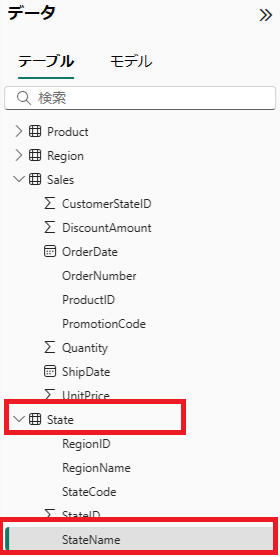 データ
テーブル モデル
検索
Product
Region
Sales
CustomerStateID
DiscountAmount
OrderDate
OrderNumber
ProductID
PromotionCode
Quantity
ShipDate
UnitPrice
State
RegionID
RegionName
StateCode
StateID
StateName